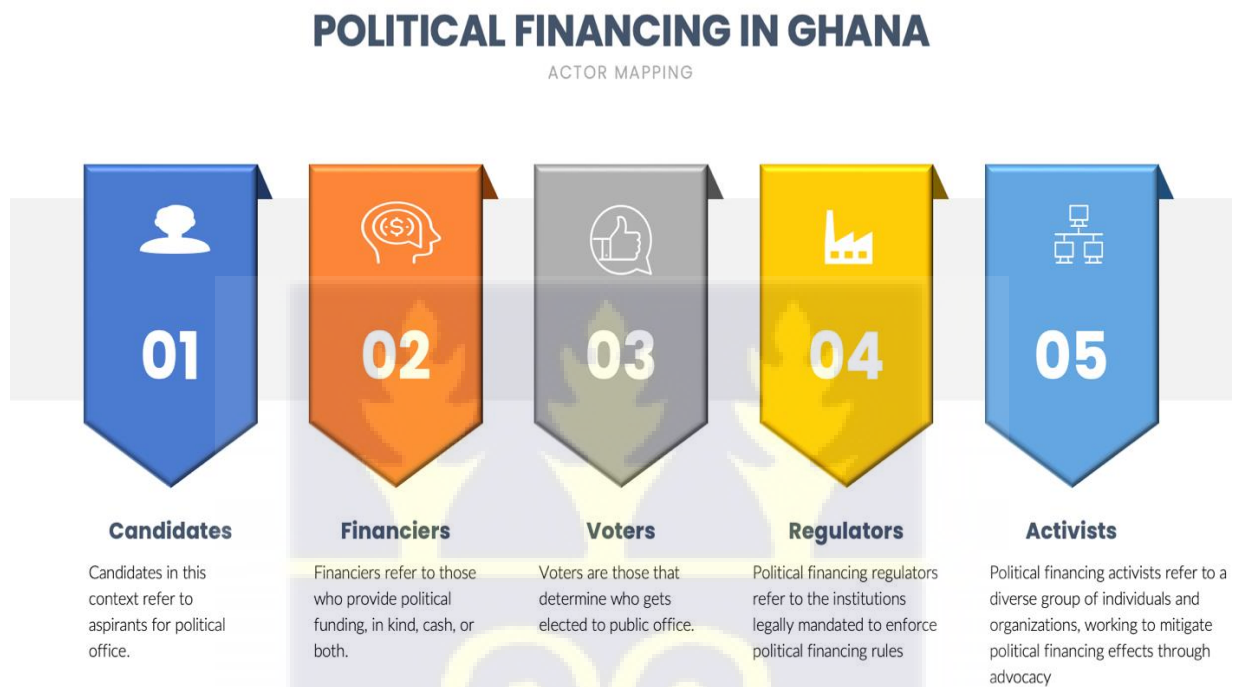 POLITICAL FINANCING IN GHANA
ACTOR MAPPING
01
02
($)
03
04
05
Candidates
Candidates in this
context refer to
aspirants for political
office.
Financiers
Financiers refer to those
who provide political
funding, in kind, cash, or
both.
Voters
Voters are those that
determine who gets
elected to public office.
Regulators
Political financing regulators
refer to the institutions
legally mandated to enforce
political financing rules
Activists
Political financing activists refer to a
diverse group of individuals and
organizations, working to mitigate
political financing effects through
advocacy